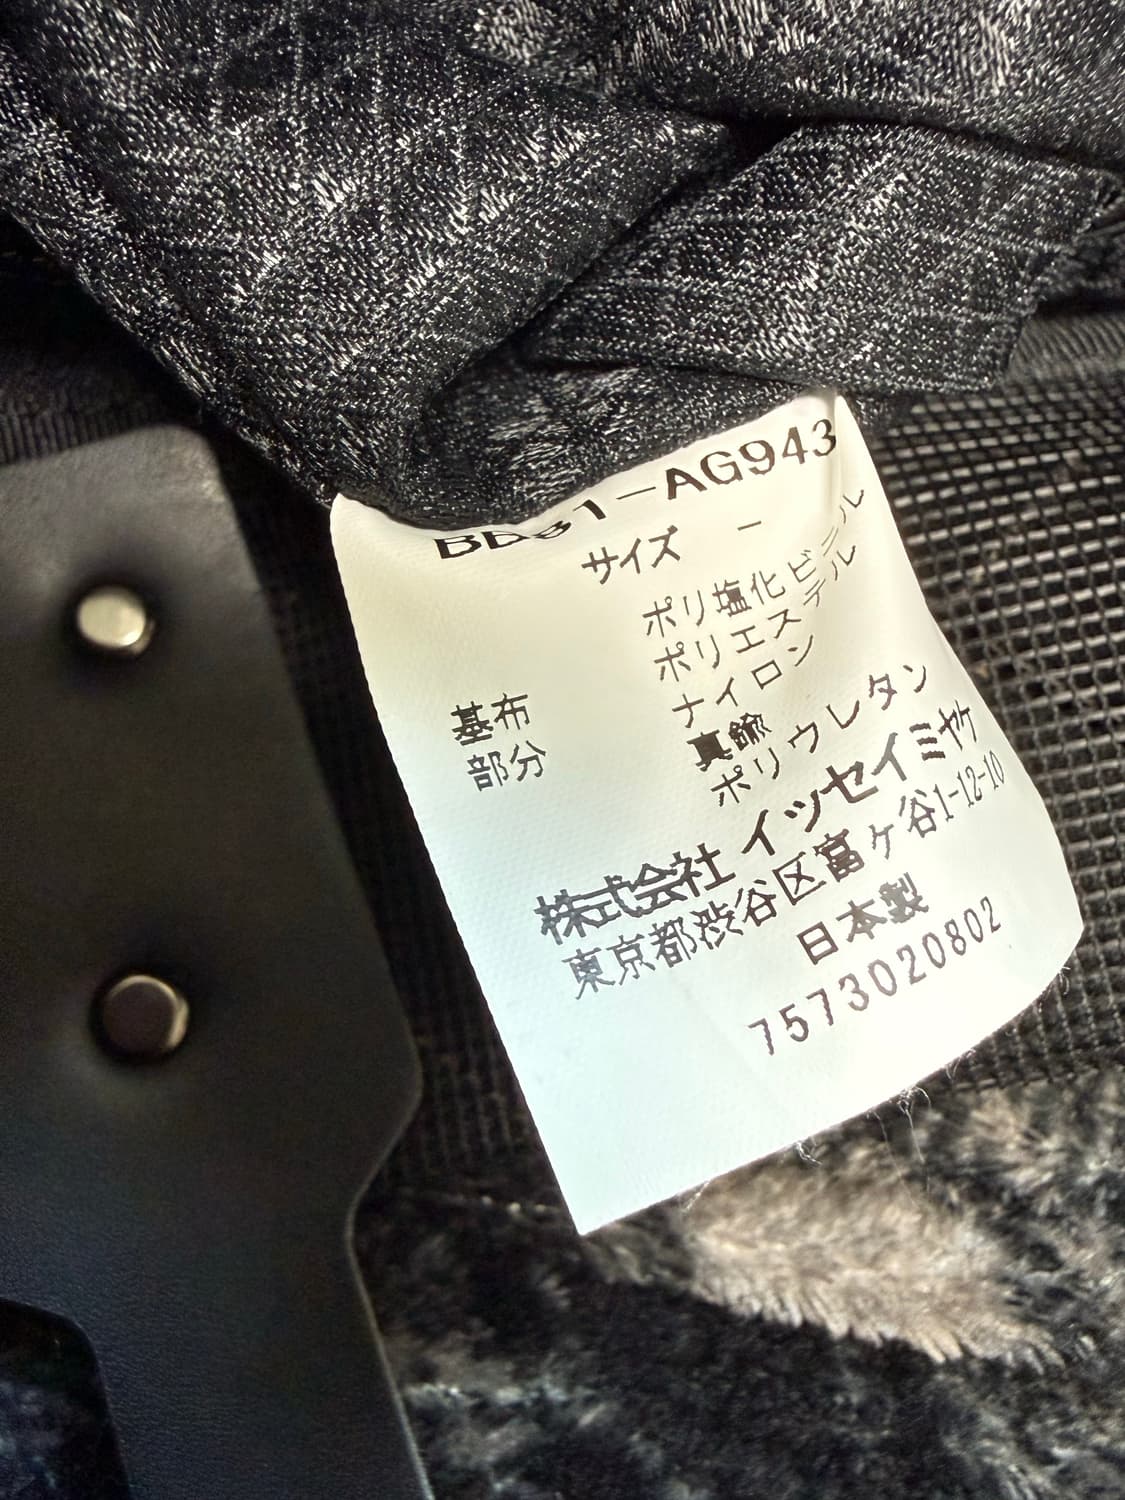 BB31-AG943
サイズ -
ポリ塩化ビニル
ポリエステル
ナイロン
基布 真鍮
部分 ポリウレタン
株式会社 イッセイミヤケ
東京都渋谷区富ヶ谷1-12-10
日本製
7573020802